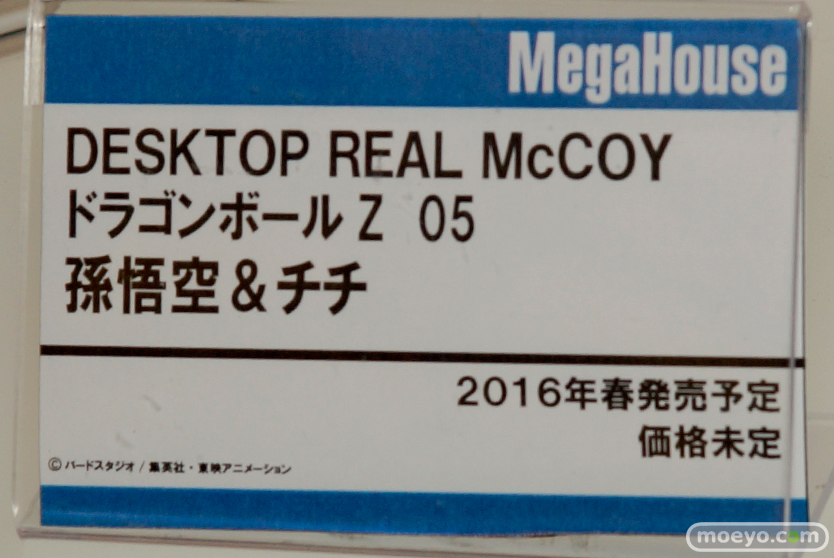 MegaHouse
DESKTOP REAL McCOY
ドラゴンボールZ 05
孫悟空&チチ
2016年春発売予定
価格未定
©バードスタジオ/集英社・東映アニメーション
moeyo.com